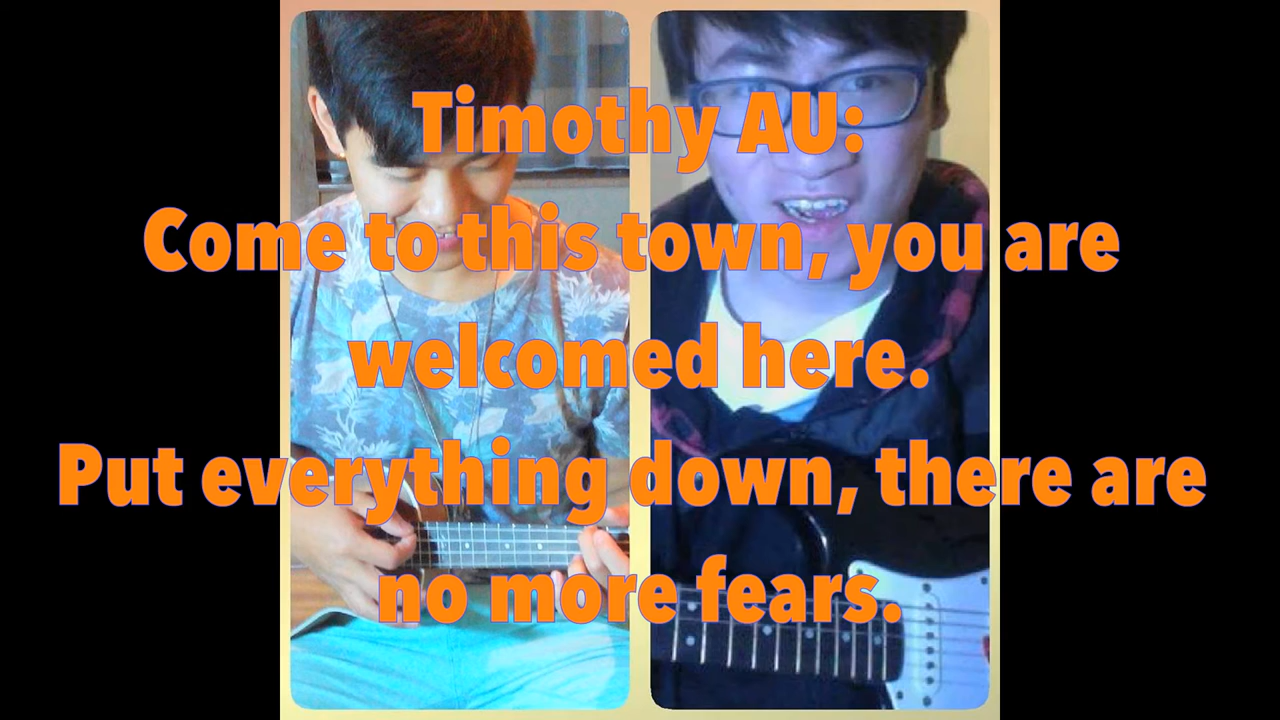 Timothy AU:
Come to this town, you are
welcomed here.
Put everything down, there are
no more fears.